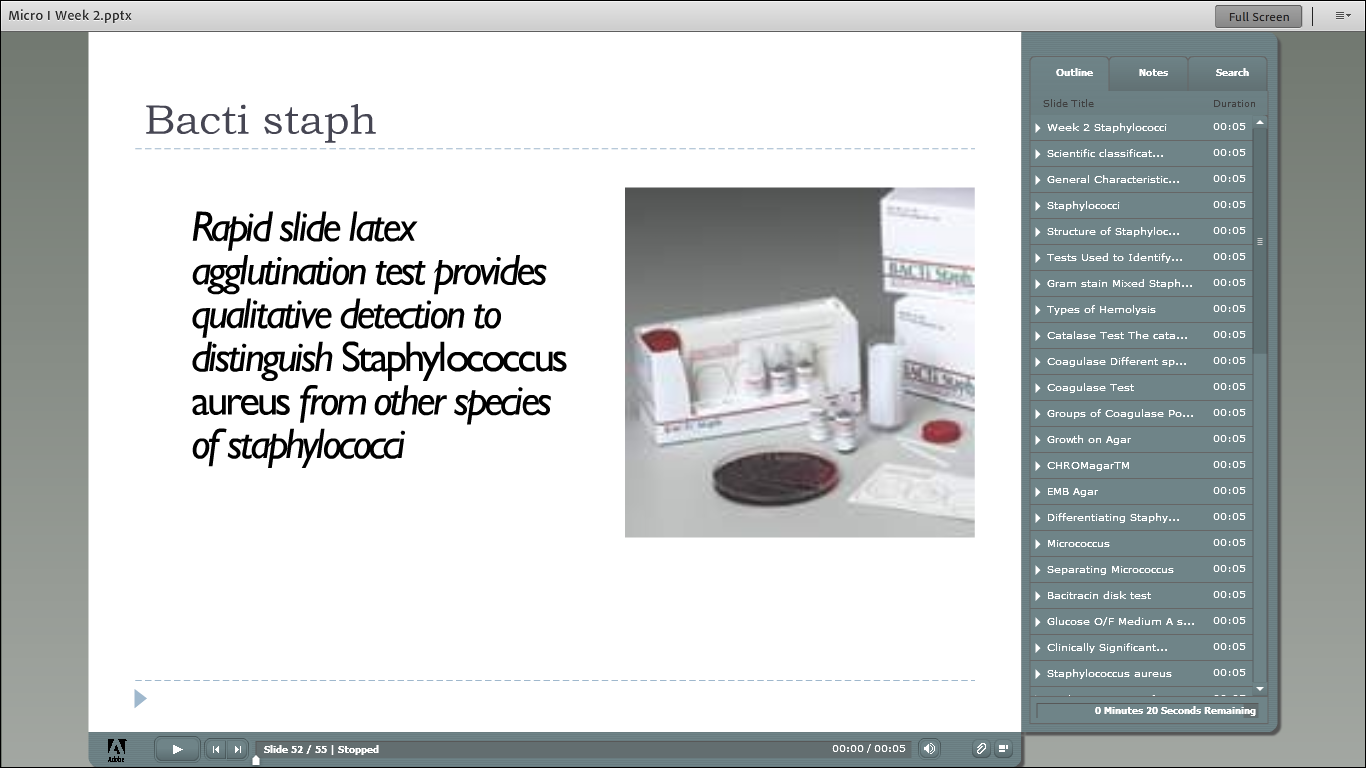 Micro I Week 2.pptx
Full Screen
Bacti staph
Rapid slide latex
agglutination test provides
qualitative detection to
distinguish Staphylococcus
aureus from other species
of staphylococci
BACTI Staph
BACTi Staph
Bacti Staph
Outline Notes Search
Slide Title Duration
Week 2 Staphylococci 00:05
Scientific classificat... 00:05
General Characteristic... 00:05
Staphylococci 00:05
Structure of Staphyloc... 00:05
Tests Used to Identify... 00:05
Gram stain Mixed Staph... 00:05
Types of Hemolysis 00:05
Catalase Test The cata... 00:05
Coagulase Different sp... 00:05
Coagulase Test 00:05
Groups of Coagulase Po... 00:05
Growth on Agar 00:05
CHROMagarTM 00:05
EMB Agar 00:05
Differentiating Staphy... 00:05
Micrococcus 00:05
Separating Micrococcus 00:05
Bacitracin disk test 00:05
Glucose O/F Medium A s... 00:05
Clinically Significant... 00:05
Staphylococcus aureus 00:05
0 Minutes 20 Seconds Remaining
Adobe
Slide 52 / 55 | Stopped
00:00 / 00:05